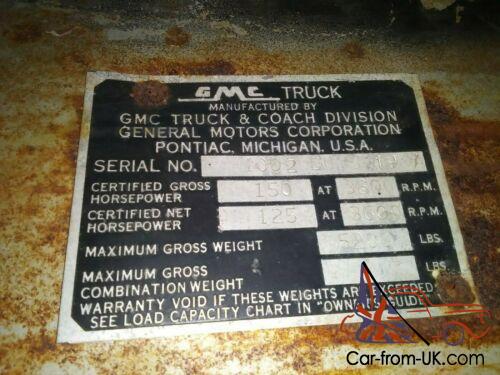 GMC TRUCK
MANUFACTURED BY
GMC TRUCK & COACH DIVISION
GENERAL MOTORS CORPORATION
PONTIAC, MICHIGAN, U.S.A.
SERIAL NO.
CERTIFIED GROSS HORSEPOWER 150 AT R.P.M.
CERTIFIED NET HORSEPOWER 125 AT 3600 R.P.M.
MAXIMUM GROSS WEIGHT LBS.
MAXIMUM GROSS COMBINATION WEIGHT LBS.
WARRANTY VOID IF THESE WEIGHTS ARE EXCEEDED.
SEE LOAD CAPACITY CHART IN "OWNERS GUIDE"
Car-from-UK.com